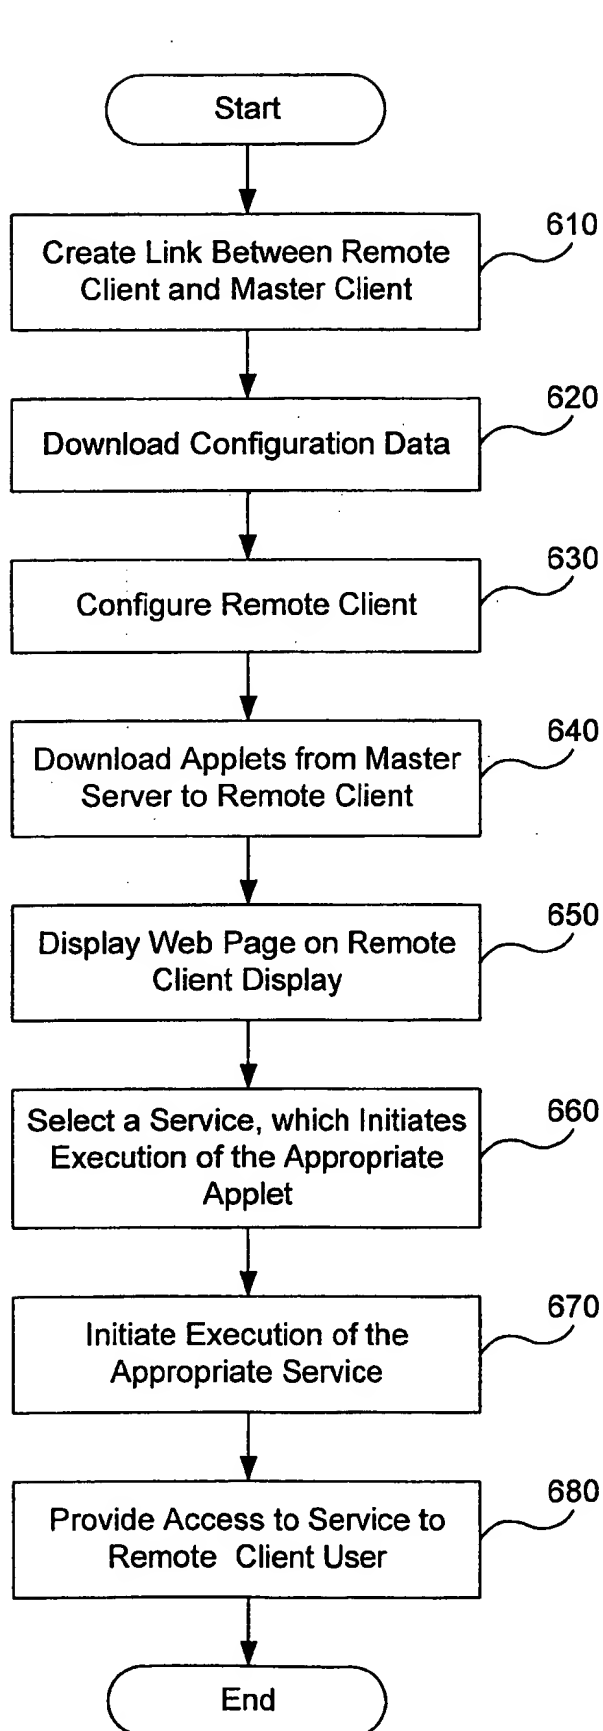 Start
610
Create Link Between Remote
Client and Master Client
620
Download Configuration Data
630
Configure Remote Client
640
Download Applets from Master
Server to Remote Client
650
Display Web Page on Remote
Client Display
660
Select a Service, which Initiates
Execution of the Appropriate
Applet
670
Initiate Execution of the
Appropriate Service
680
Provide Access to Service to
Remote Client User
End